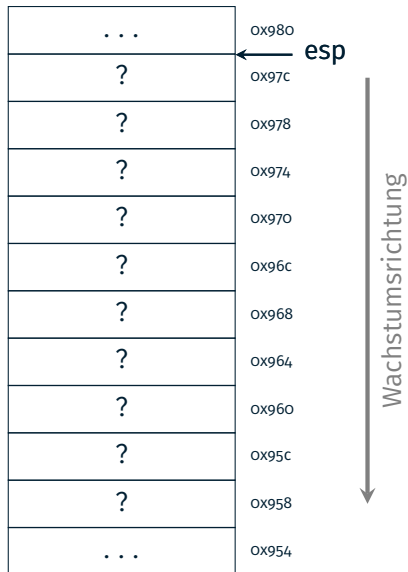 ... 0x980
esp
? 0x97c
? 0x978
? 0x974
? 0x970
? 0x96c
? 0x968
? 0x964
? 0x960
? 0x95c
? 0x958
... 0x954
Wachstumsrichtung